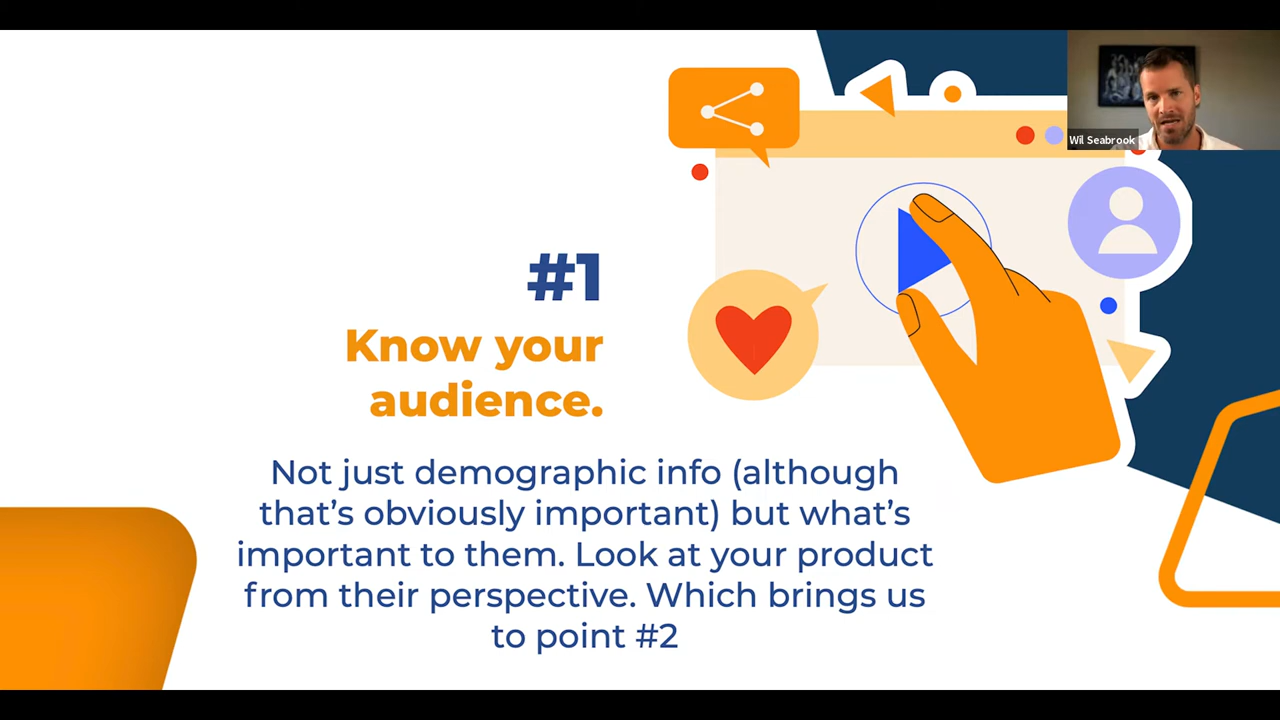 Wil Seabrook
#1
Know your
audience.
Not just demographic info (although
that’s obviously important) but what’s
important to them. Look at your product
from their perspective. Which brings us
to point #2